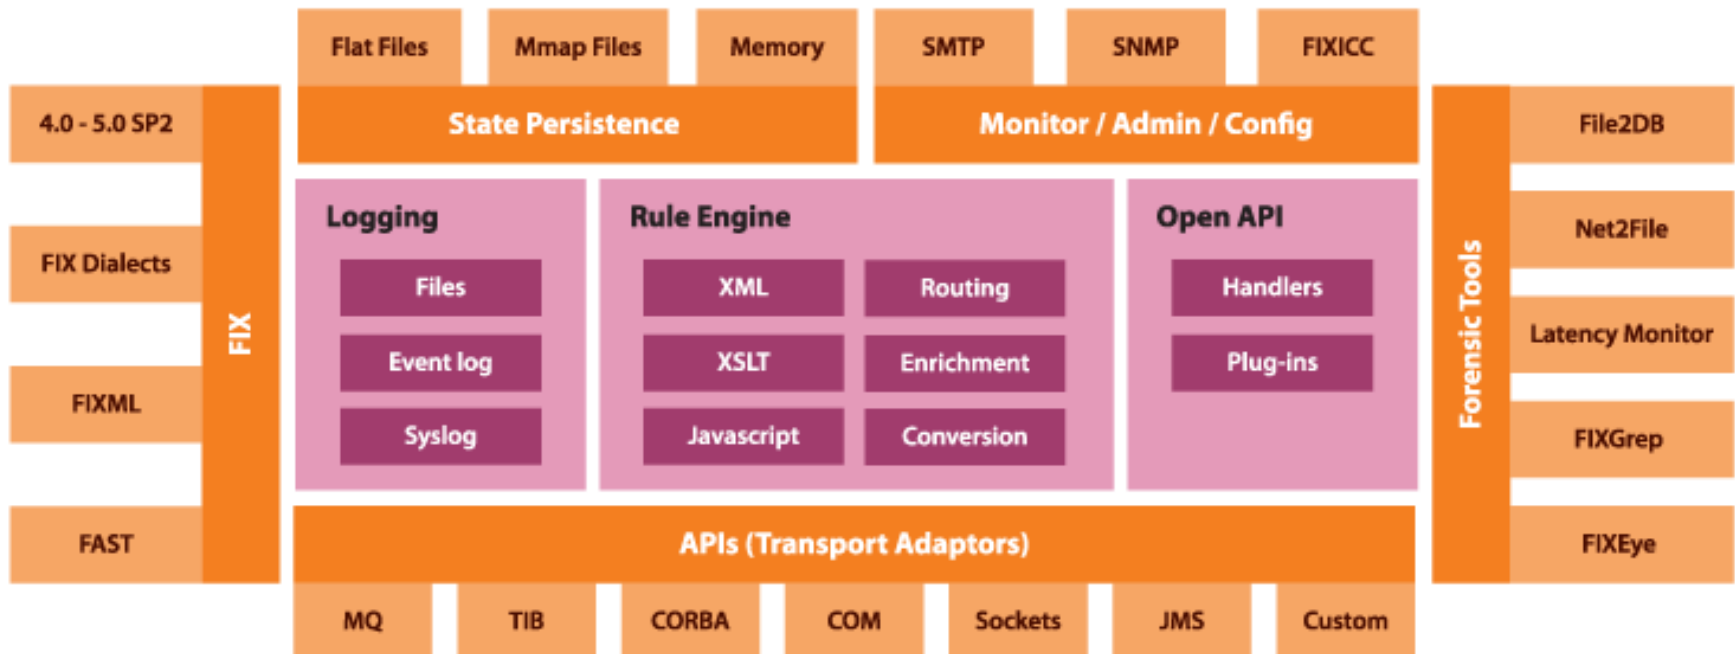 Flat Files
Mmap Files
Memory
SMTP
SNMP
FIXICC
State Persistence
Monitor / Admin / Config
4.0 - 5.0 SP2
FIX Dialects
FIXML
FAST
FIX
Logging
Files
Event log
Syslog
Rule Engine
XML
Routing
XSLT
Enrichment
Javascript
Conversion
Open API
Handlers
Plug-ins
Forensic Tools
File2DB
Net2File
Latency Monitor
FIXGrep
FIXEye
APIs (Transport Adaptors)
MQ
TIB
CORBA
COM
Sockets
JMS
Custom